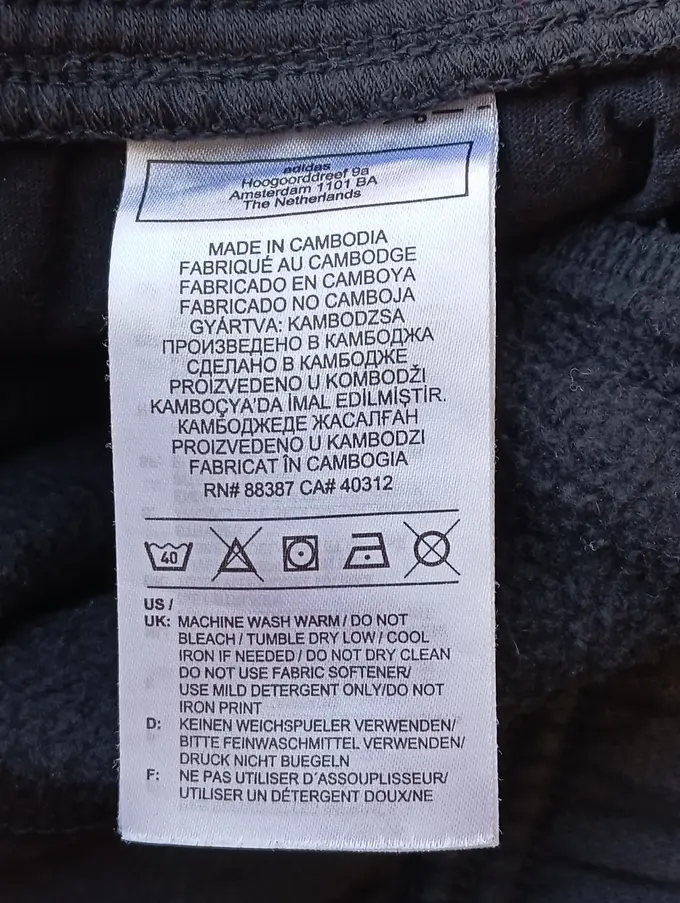 adidas
Hoogoorddreef 9a
Amsterdam 1101 BA
The Netherlands
MADE IN CAMBODIA
FABRIQUÉ AU CAMBODGE
FABRICADO EN CAMBOYA
FABRICADO NO CAMBOJA
GYÁRTVA: KAMBODZSA
ПРОИЗВЕДЕНО В КАМБОДЖА
СДЕЛАНО В КАМБОДЖЕ
PROIZVEDENO U KOMBODŽI
KAMBOÇYA'DA İMAL EDİLMİŞTİR.
КАМБОДЖЕДЕ ЖАСАЛҒАН
PROIZVEDENO U KAMBODZI
FABRICAT ÎN CAMBOGIA
RN# 88387 CA# 40312
40
US /
UK: MACHINE WASH WARM / DO NOT
BLEACH / TUMBLE DRY LOW / COOL
IRON IF NEEDED / DO NOT DRY CLEAN
DO NOT USE FABRIC SOFTENER/
USE MILD DETERGENT ONLY/DO NOT
IRON PRINT
D: KEINEN WEICHSPUELER VERWENDEN/
BITTE FEINWASCHMITTEL VERWENDEN/
DRUCK NICHT BUEGELN
F: NE PAS UTILISER D´ASSOUPLISSEUR/
UTILISER UN DÉTERGENT DOUX/NE